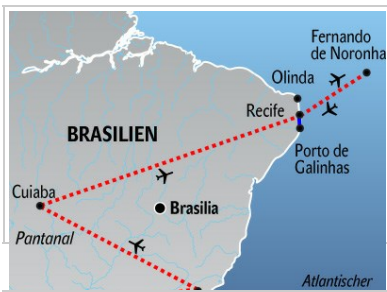 Fernando
de Noronha
Olinda
Recife
BRASILIEN
Porto de
Galinhas
Cuiaba
Brasilia
Pantanal
Atlantischer